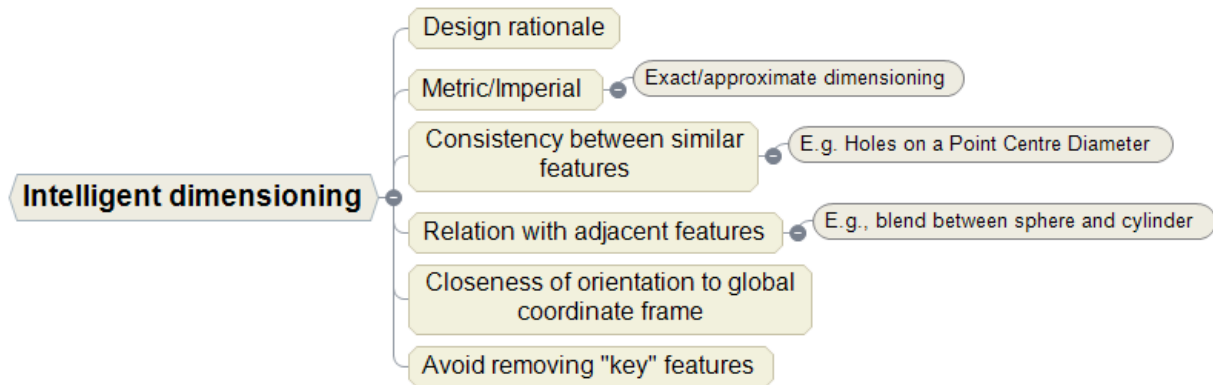 Intelligent dimensioning
Design rationale
Metric/Imperial
Exact/approximate dimensioning
Consistency between similar
features
E.g. Holes on a Point Centre Diameter
Relation with adjacent features
E.g., blend between sphere and cylinder
Closeness of orientation to global
coordinate frame
Avoid removing "key" features